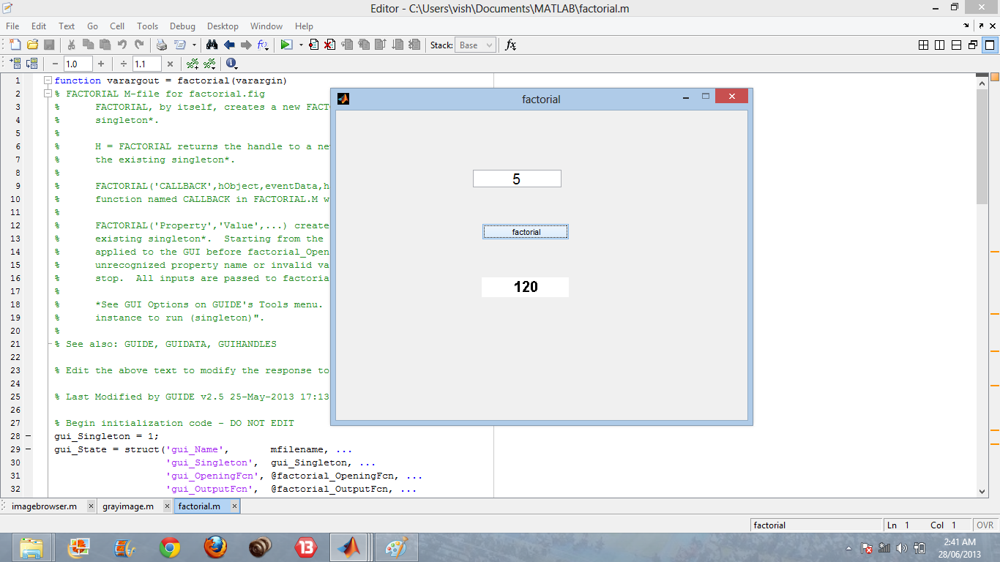 Editor - C:\Users\vish\Documents\MATLAB\factorial.m
File Edit Text Go Cell Tools Debug Desktop Window Help
Stack: Base fx
− 1.0 + ÷ 1.1 ×
1 function varargout = factorial(varargin)
2 % FACTORIAL M-file for factorial.fig
3 % FACTORIAL, by itself, creates a new FACT
4 % singleton*.
5 %
6 % H = FACTORIAL returns the handle to a ne
7 % the existing singleton*.
8 %
9 % FACTORIAL('CALLBACK',hObject,eventData,h
10 % function named CALLBACK in FACTORIAL.M w
11 %
12 % FACTORIAL('Property','Value',...) create
13 % existing singleton*.  Starting from the
14 % applied to the GUI before factorial_Open
15 % unrecognized property name or invalid va
16 % stop.  All inputs are passed to factoria
17 %
18 % *See GUI Options on GUIDE's Tools menu.
19 % instance to run (singleton)".
20 %
21 % See also: GUIDE, GUIDATA, GUIHANDLES
22
23 % Edit the above text to modify the response to
24
25 % Last Modified by GUIDE v2.5 25-May-2013 17:13
26
27 % Begin initialization code - DO NOT EDIT
28 − gui_Singleton = 1;
29 − gui_State = struct('gui_Name', mfilename, ...
30 'gui_Singleton', gui_Singleton, ...
31 'gui_OpeningFcn', @factorial_OpeningFcn, ...
32 'gui_OutputFcn', @factorial_OutputFcn, ...
factorial
5
factorial
120
imagebrowser.m × grayimage.m × factorial.m ×
factorial Ln 1 Col 1 OVR
13
2:41 AM
28/06/2013